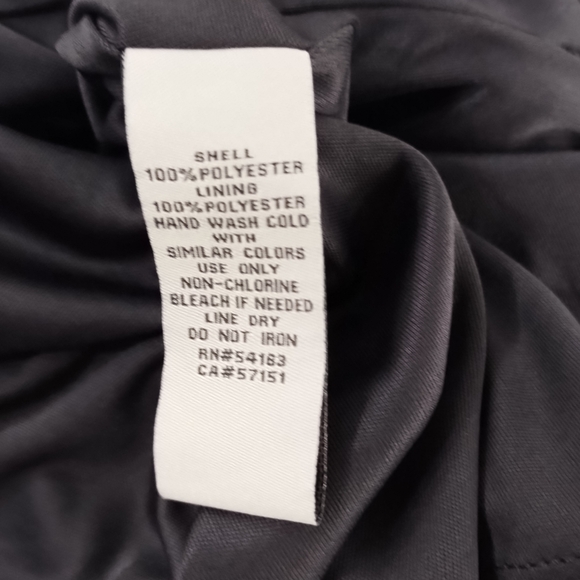 SHELL
100%POLYESTER
LINING
100%POLYESTER
HAND WASH COLD
WITH
SIMILAR COLORS
USE ONLY
NON-CHLORINE
BLEACH IF NEEDED
LINE DRY
DO NOT IRON
RN#54163
CA#57151